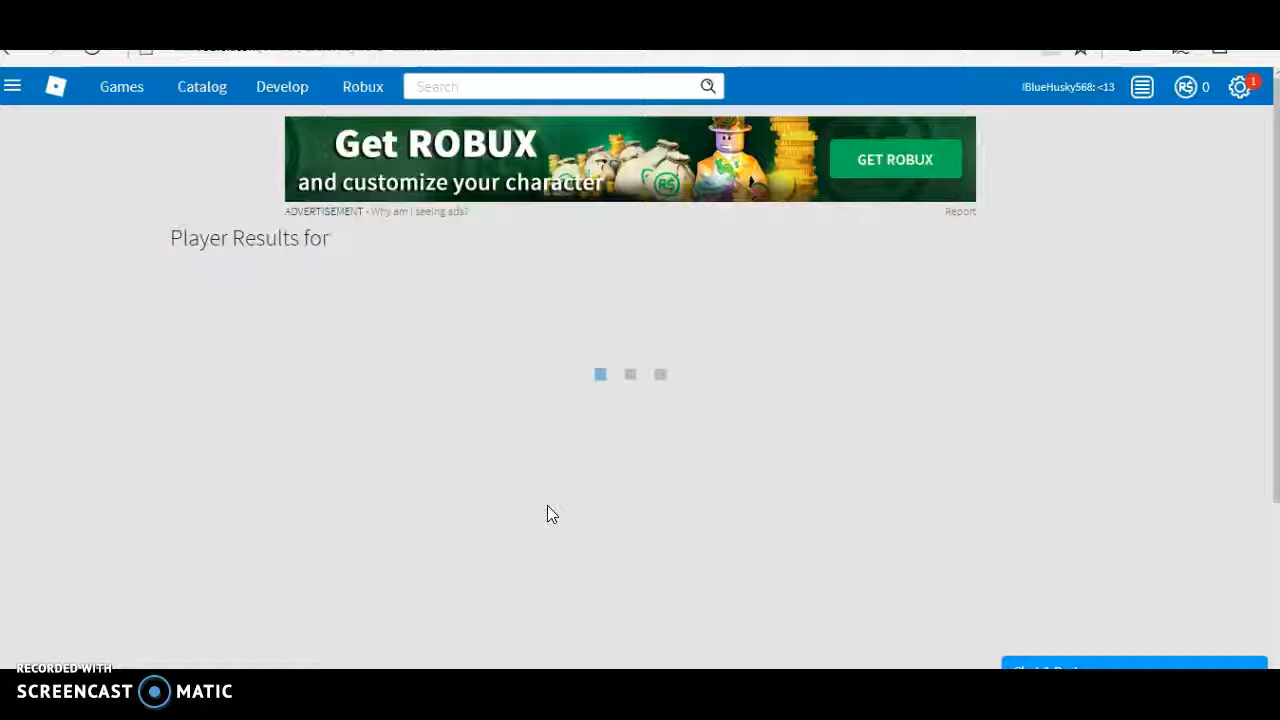 Games Catalog Develop Robux Search iBlueHusky568: <13 R$ 0 1
Get ROBUX
and customize your character
GET ROBUX
R$
ADVERTISEMENT - Why am I seeing ads? Report
Player Results for
RECORDED WITH
SCREENCAST MATIC